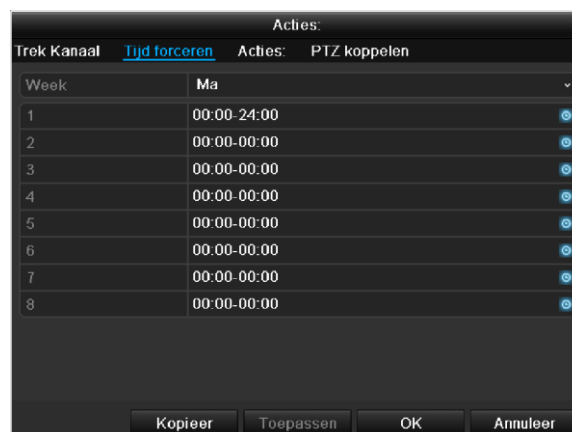 Acties:
Trek Kanaal Tijd forceren Acties: PTZ koppelen
Week Ma
1 00:00-24:00
2 00:00-00:00
3 00:00-00:00
4 00:00-00:00
5 00:00-00:00
6 00:00-00:00
7 00:00-00:00
8 00:00-00:00
Kopieer Toepassen OK Annuleer